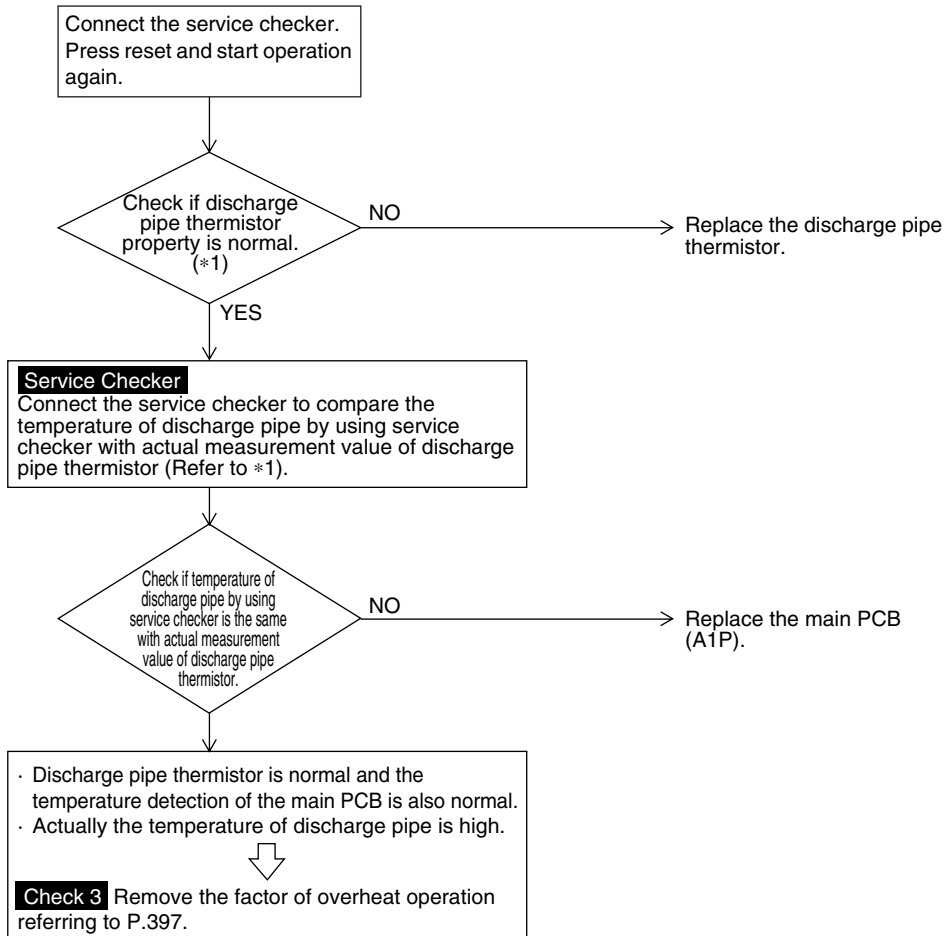 Connect the service checker.
Press reset and start operation
again.
Check if discharge
pipe thermistor
property is normal.
(*1)
NO
Replace the discharge pipe
thermistor.
YES
Service Checker
Connect the service checker to compare the
temperature of discharge pipe by using service
checker with actual measurement value of discharge
pipe thermistor (Refer to *1).
Check if temperature of
discharge pipe by using
service checker is the same
with actual measurement
value of discharge pipe
thermistor.
NO
Replace the main PCB
(A1P).
· Discharge pipe thermistor is normal and the
temperature detection of the main PCB is also normal.
· Actually the temperature of discharge pipe is high.
Check 3 Remove the factor of overheat operation
referring to P.397.